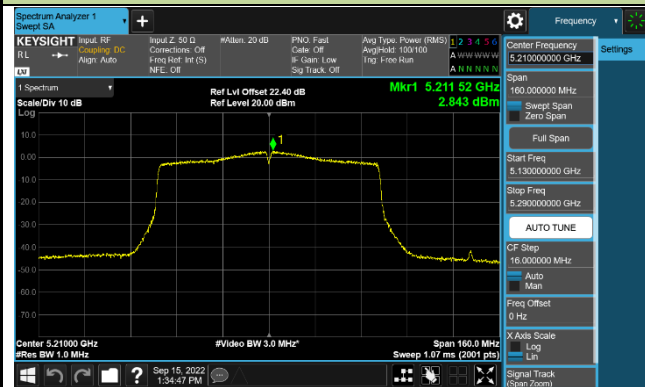 Spectrum Analyzer 1
Swept SA
+
Frequency
KEYSIGHT
RL
LXI
Input: RF
Coupling: DC
Align: Auto
Input Z: 50 Ω
Corrections: Off
Freq Ref: Int (S)
NFE: Off
#Atten: 20 dB
PNO: Fast
Gate: Off
IF Gain: Low
Sig Track: Off
Avg Type: Power (RMS)
Avg|Hold: 100/100
Trig: Free Run
1 2 3 4 5 6
A W W W W W
A N N N N N
1 Spectrum
Scale/Div 10 dB
Log
Ref Lvl Offset 22.40 dB
Ref Level 20.00 dBm
Mkr1 5.211 52 GHz
2.843 dBm
1
10.0
0.00
-10.0
-20.0
-30.0
-40.0
-50.0
-60.0
-70.0
Center 5.21000 GHz
#Res BW 1.0 MHz
#Video BW 3.0 MHz*
Span 160.0 MHz
Sweep 1.07 ms (2001 pts)
Sep 15, 2022
1:34:47 PM
?
Center Frequency
5.210000000 GHz
Settings
Span
160.000000 MHz
Swept Span
Zero Span
Full Span
Start Freq
5.130000000 GHz
Stop Freq
5.290000000 GHz
AUTO TUNE
CF Step
16.000000 MHz
Auto
Man
Freq Offset
0 Hz
X Axis Scale
Log
Lin
Signal Track
(Span Zoom)